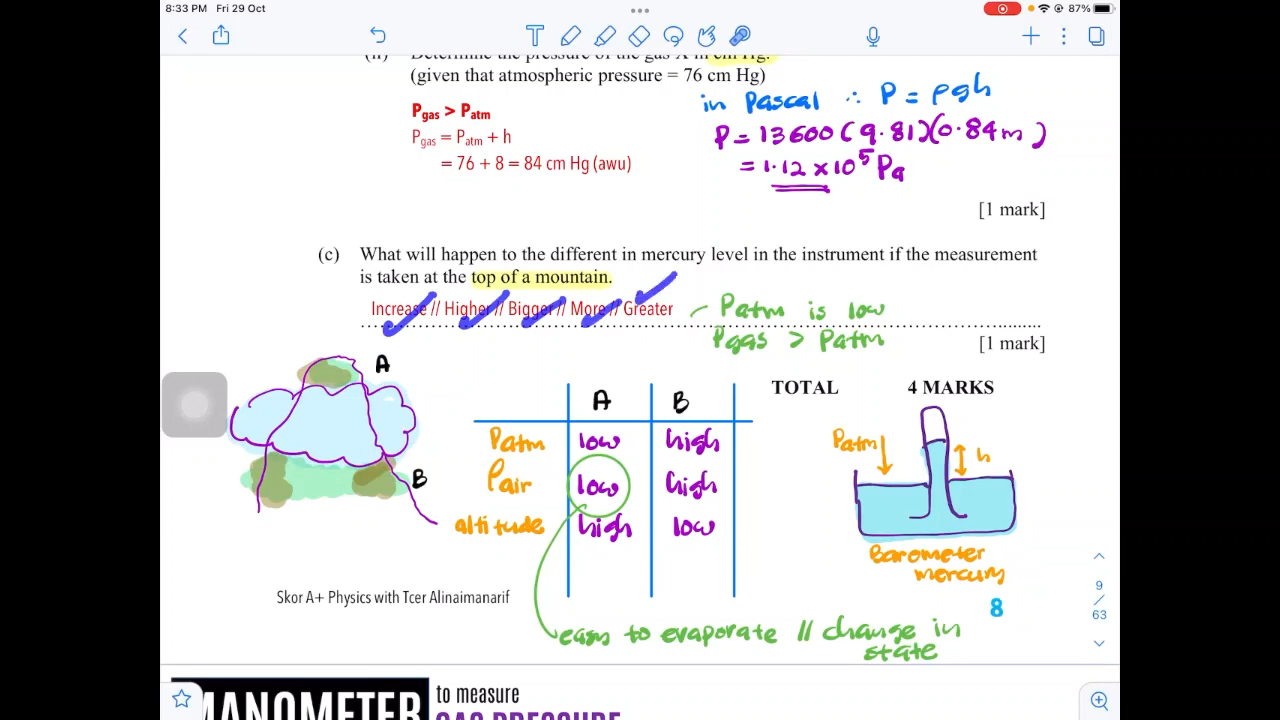 8:33 PM Fri 29 Oct
87%
(ii) Determine the pressure of the gas X in cm Hg.
(given that atmospheric pressure = 76 cm Hg)
in Pascal ∴ P = ρgh
Pgas > Patm
P = 13600 (9.81)(0.84m)
Pgas = Patm + h
= 76 + 8 = 84 cm Hg (awu)
= 1.12 x 10⁵ Pa
[1 mark]
(c) What will happen to the different in mercury level in the instrument if the measurement
is taken at the top of a mountain.
Increase // Higher // Bigger // More // Greater
Patm is low
Pgas > Patm
[1 mark]
A
B
TOTAL 4 MARKS
A B
Patm low high
Pair low high
altitude high low
Patm
h
Barometer
mercury
8
9
/
63
Skor A+ Physics with Tcer Alinaimanarif
easy to evaporate // change in
state
MANOMETER
to measure
GAS PRESSURE